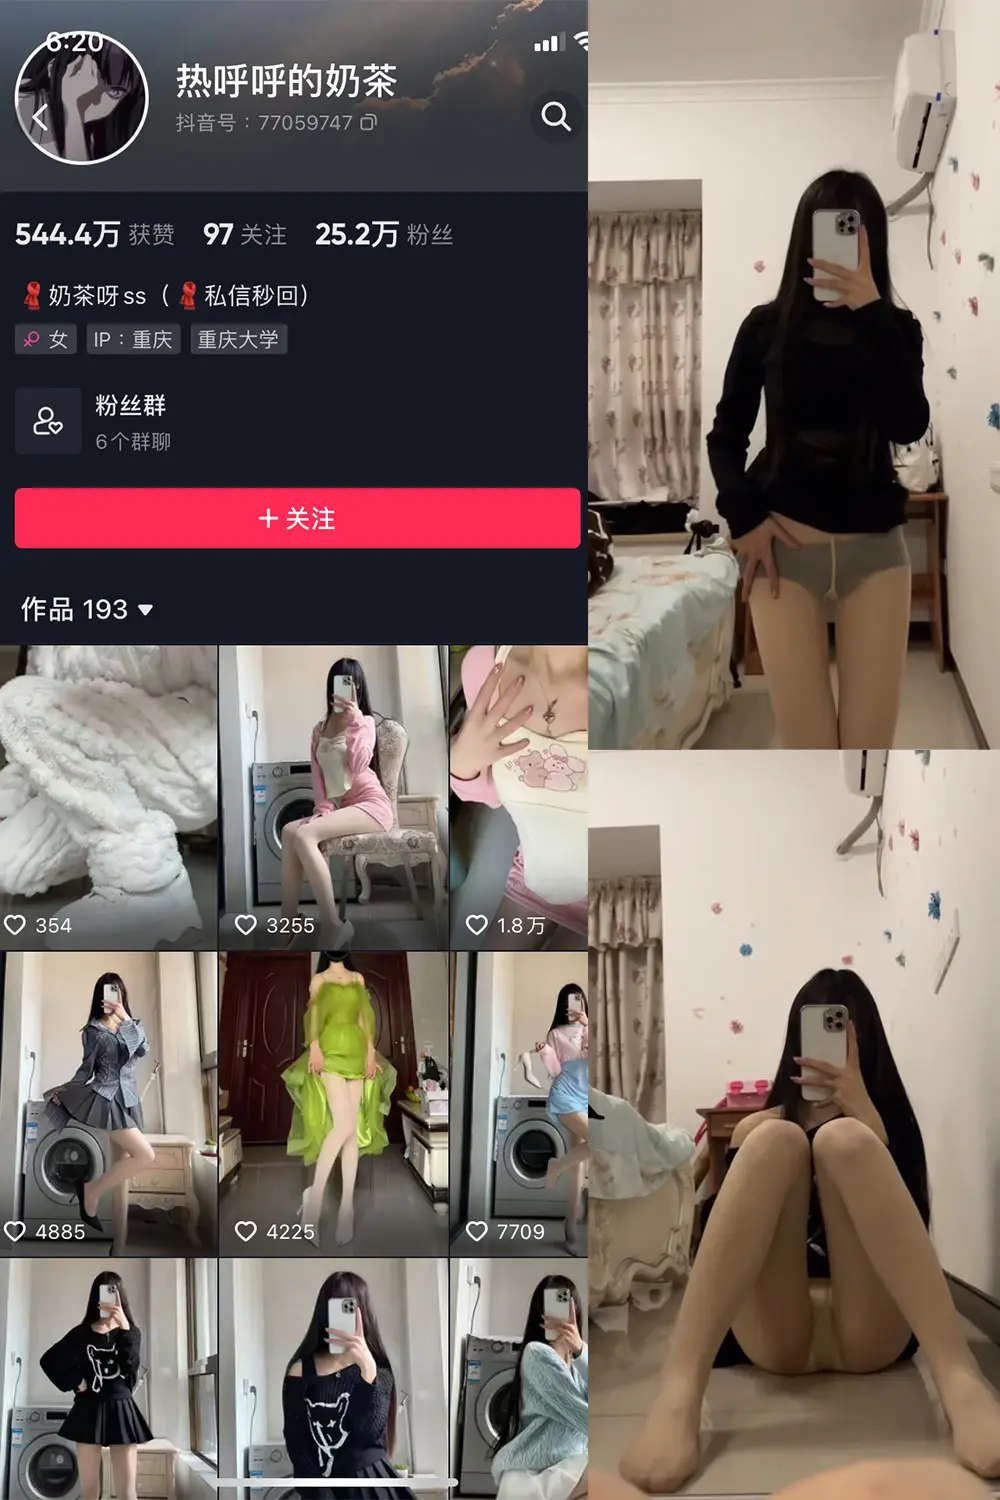 6:20
热呼呼的奶茶
抖音号：77059747
544.4万 获赞 97 关注 25.2万 粉丝
奶茶呀ss（ 私信秒回）
女 IP：重庆 重庆大学
粉丝群
6个群聊
+ 关注
作品 193
354 3255 1.8万
4885 4225 7709